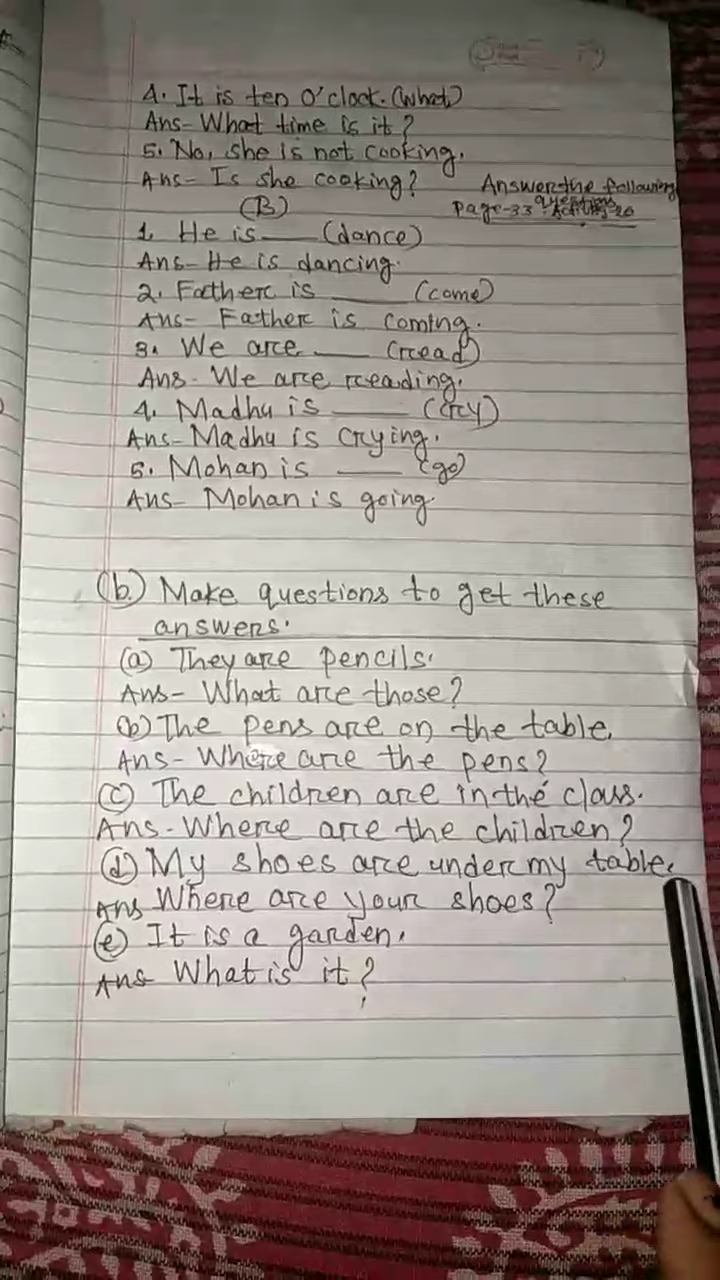 4. It is ten O'clock. (What)
Ans- What time is it?
5. No, she is not cooking.
Ans- Is she cooking?
Answer the following
questions
Page-33
(B)
1. He is ___ (dance)
Ans- He is dancing.
2. Father is ___ (come)
Ans- Father is coming.
3. We are ___ (read)
Ans- We are reading.
4. Madhu is ___ (cry)
Ans- Madhu is crying.
5. Mohan is ___ (go)
Ans- Mohan is going.
(b.) Make questions to get these
answers.
(a) They are pencils.
Ans- What are those?
(b) The pens are on the table.
Ans- Where are the pens?
(c) The children are in the class.
Ans- Where are the children?
(d) My shoes are under my table.
Ans Where are your shoes?
(e) It is a garden.
Ans What is it?